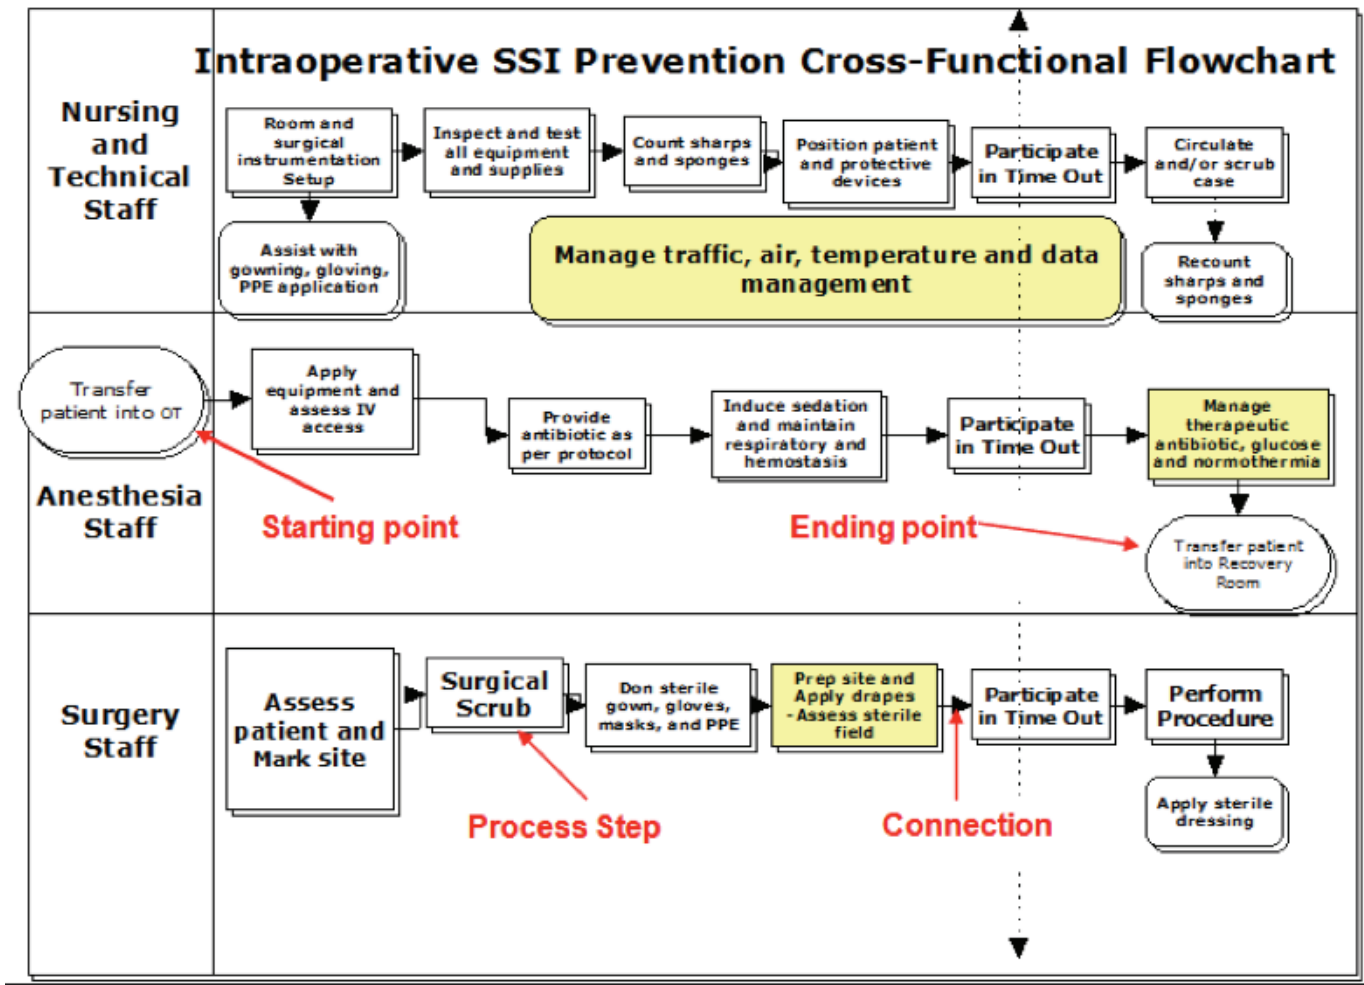 Intraoperative SSI Prevention Cross-Functional Flowchart
Nursing
and
Technical
Staff
Room and
surgical
instrumentation
Setup
Inspect and test
all equipment
and supplies
Count sharps
and sponges
Position patient
and protective
devices
Participate
in Time Out
Circulate
and/or scrub
case
Assist with
gowning, gloving,
PPE application
Manage traffic, air, temperature and data
management
Recount
sharps and
sponges
Anesthesia
Staff
Transfer
patient into OT
Apply
equipment and
assess IV
access
Provide
antibiotic as
per protocol
Induce sedation
and maintain
respiratory and
hemostasis
Participate
in Time Out
Manage
therapeutic
antibiotic, glucose
and normothermia
Starting point
Ending point
Transfer patient
into Recovery
Room
Surgery
Staff
Assess
patient and
Mark site
Surgical
Scrub
Don sterile
gown, gloves,
masks, and PPE
Prep site and
Apply drapes
-Assess sterile
field
Participate
in Time Out
Perform
Procedure
Process Step
Connection
Apply sterile
dressing